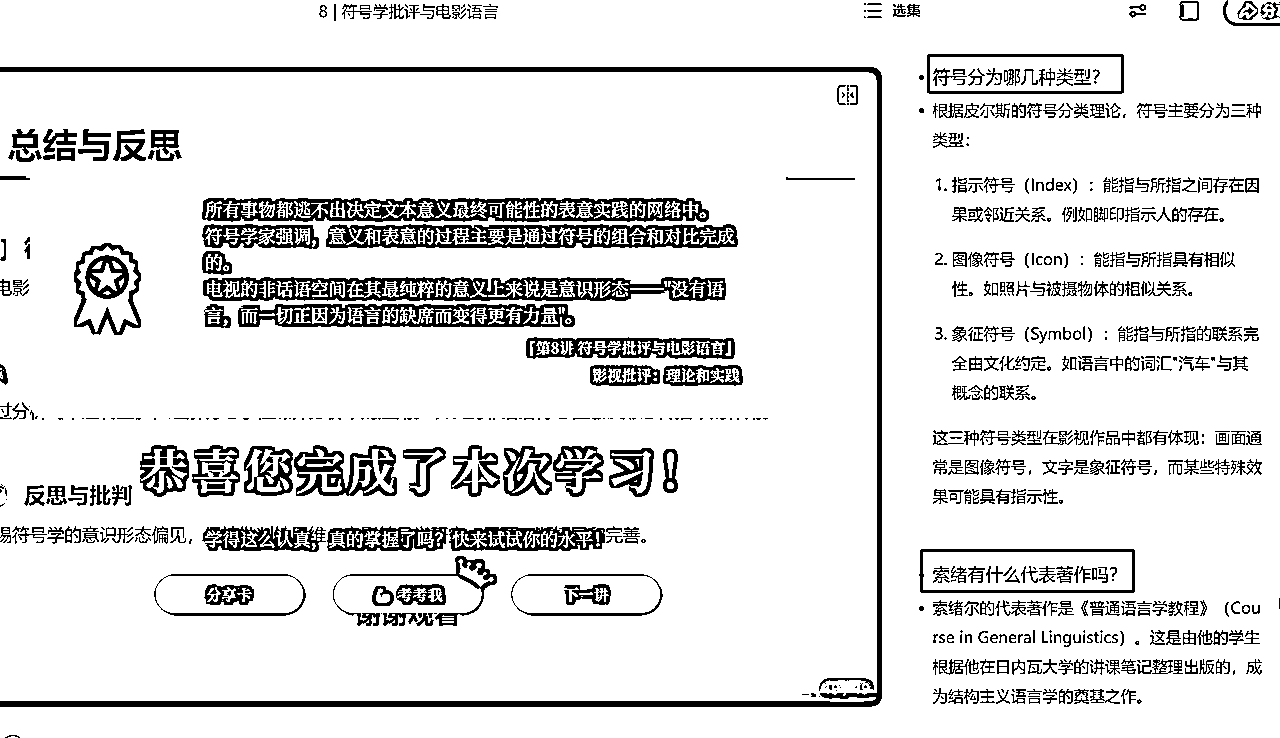 8 | 符号学批评与电影语言
选集
总结与反思
所有事物都逃不出决定文本意义最终可能性的表意实践的网络中。
符号学家强调，意义和表意的过程主要是通过符号的组合和对比完成
的。
电视的非话语空间在其最纯粹的意义上来说是意识形态——"没有语
言，而一切正因为语言的缺席而变得更有力量"。
「第8讲 符号学批评与电影语言」
影视批评：理论和实践
电影
过分
恭喜您完成了本次学习！
反思与批判
易符号学的意识形态偏见，
完善。
学得这么认真，真的掌握了吗？快来试试你的水平！
分享卡
考考我
下一讲
谢谢观看
符号分为哪几种类型？
根据皮尔斯的符号分类理论，符号主要分为三种
类型：
1. 指示符号（Index）：能指与所指之间存在因
果或邻近关系。例如脚印指示人的存在。
2. 图像符号（Icon）：能指与所指具有相似
性。如照片与被摄物体的相似关系。
3. 象征符号（Symbol）：能指与所指的联系完
全由文化约定。如语言中的词汇"汽车"与其
概念的联系。
这三种符号类型在影视作品中都有体现：画面通
常是图像符号，文字是象征符号，而某些特殊效
果可能具有指示性。
索绪有什么代表著作吗？
索绪尔的代表著作是《普通语言学教程》（Cou
rse in General Linguistics）。这是由他的学生
根据他在日内瓦大学的讲课笔记整理出版的，成
为结构主义语言学的奠基之作。